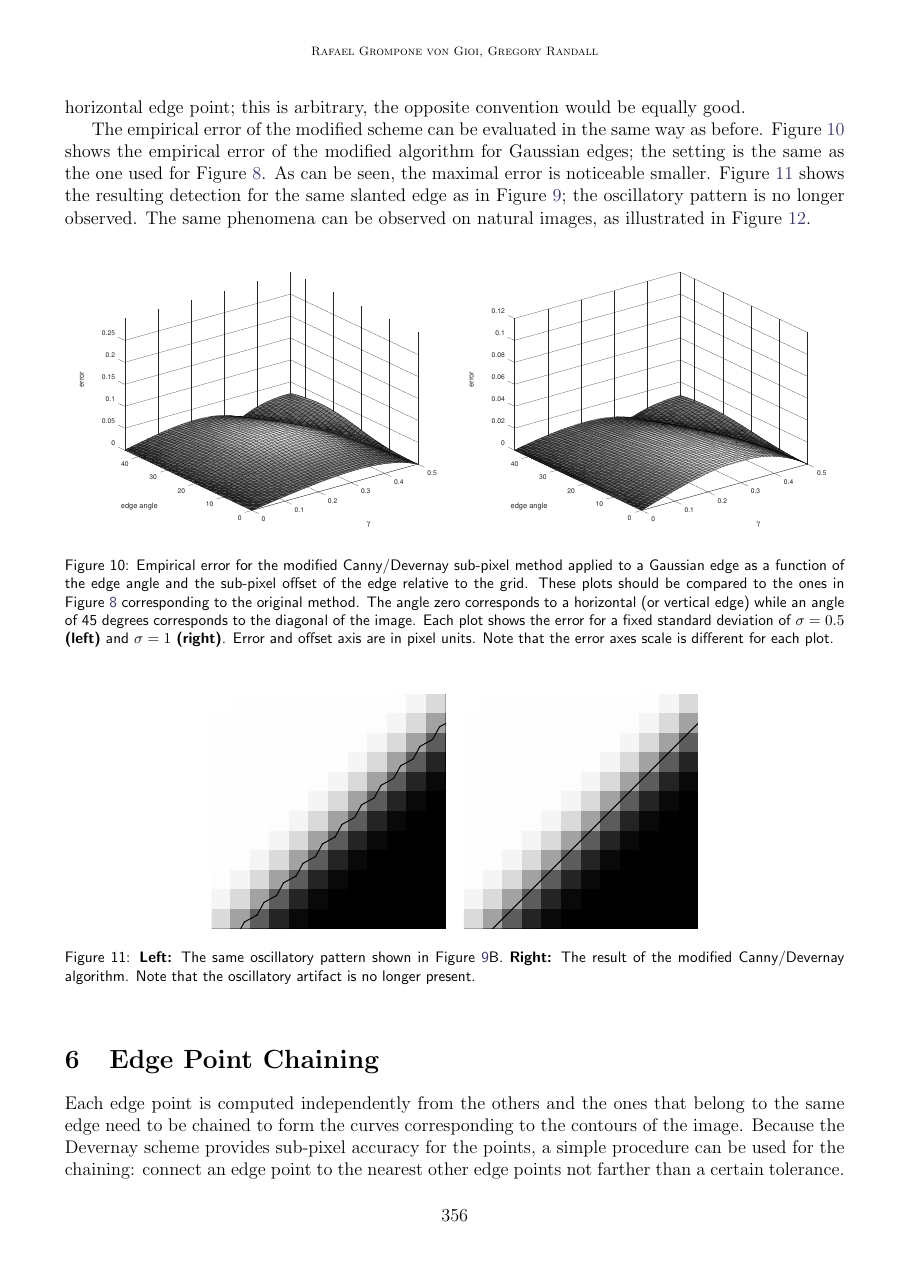 Rafael Grompone von Gioi, Gregory Randall
horizontal edge point; this is arbitrary, the opposite convention would be equally good.
The empirical error of the modified scheme can be evaluated in the same way as before. Figure 10
shows the empirical error of the modified algorithm for Gaussian edges; the setting is the same as
the one used for Figure 8. As can be seen, the maximal error is noticeable smaller. Figure 11 shows
the resulting detection for the same slanted edge as in Figure 9; the oscillatory pattern is no longer
observed. The same phenomena can be observed on natural images, as illustrated in Figure 12.
0.25
0.2
0.15
0.1
0.05
0
error
40
30
20
10
0
edge angle
0
0.1
0.2
0.3
0.4
0.5
γ
0.12
0.1
0.08
0.06
0.04
0.02
0
error
40
30
20
10
0
edge angle
0
0.1
0.2
0.3
0.4
0.5
γ
Figure 10: Empirical error for the modified Canny/Devernay sub-pixel method applied to a Gaussian edge as a function of
the edge angle and the sub-pixel offset of the edge relative to the grid. These plots should be compared to the ones in
Figure 8 corresponding to the original method. The angle zero corresponds to a horizontal (or vertical edge) while an angle
of 45 degrees corresponds to the diagonal of the image. Each plot shows the error for a fixed standard deviation of σ = 0.5
(left) and σ = 1 (right). Error and offset axis are in pixel units. Note that the error axes scale is different for each plot.
Figure 11: Left: The same oscillatory pattern shown in Figure 9B. Right: The result of the modified Canny/Devernay
algorithm. Note that the oscillatory artifact is no longer present.
6 Edge Point Chaining
Each edge point is computed independently from the others and the ones that belong to the same
edge need to be chained to form the curves corresponding to the contours of the image. Because the
Devernay scheme provides sub-pixel accuracy for the points, a simple procedure can be used for the
chaining: connect an edge point to the nearest other edge points not farther than a certain tolerance.
356